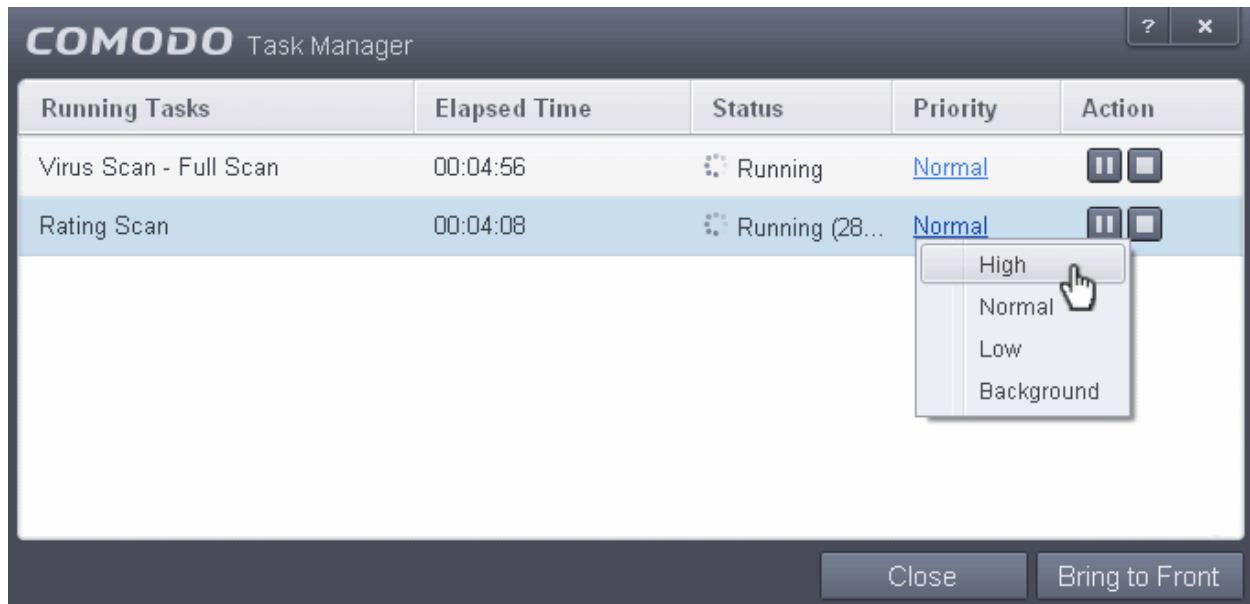 COMODO Task Manager ? x
Running Tasks Elapsed Time Status Priority Action
Virus Scan - Full Scan 00:04:56 Running Normal
Rating Scan 00:04:08 Running (28... Normal
High
Normal
Low
Background
Close Bring to Front